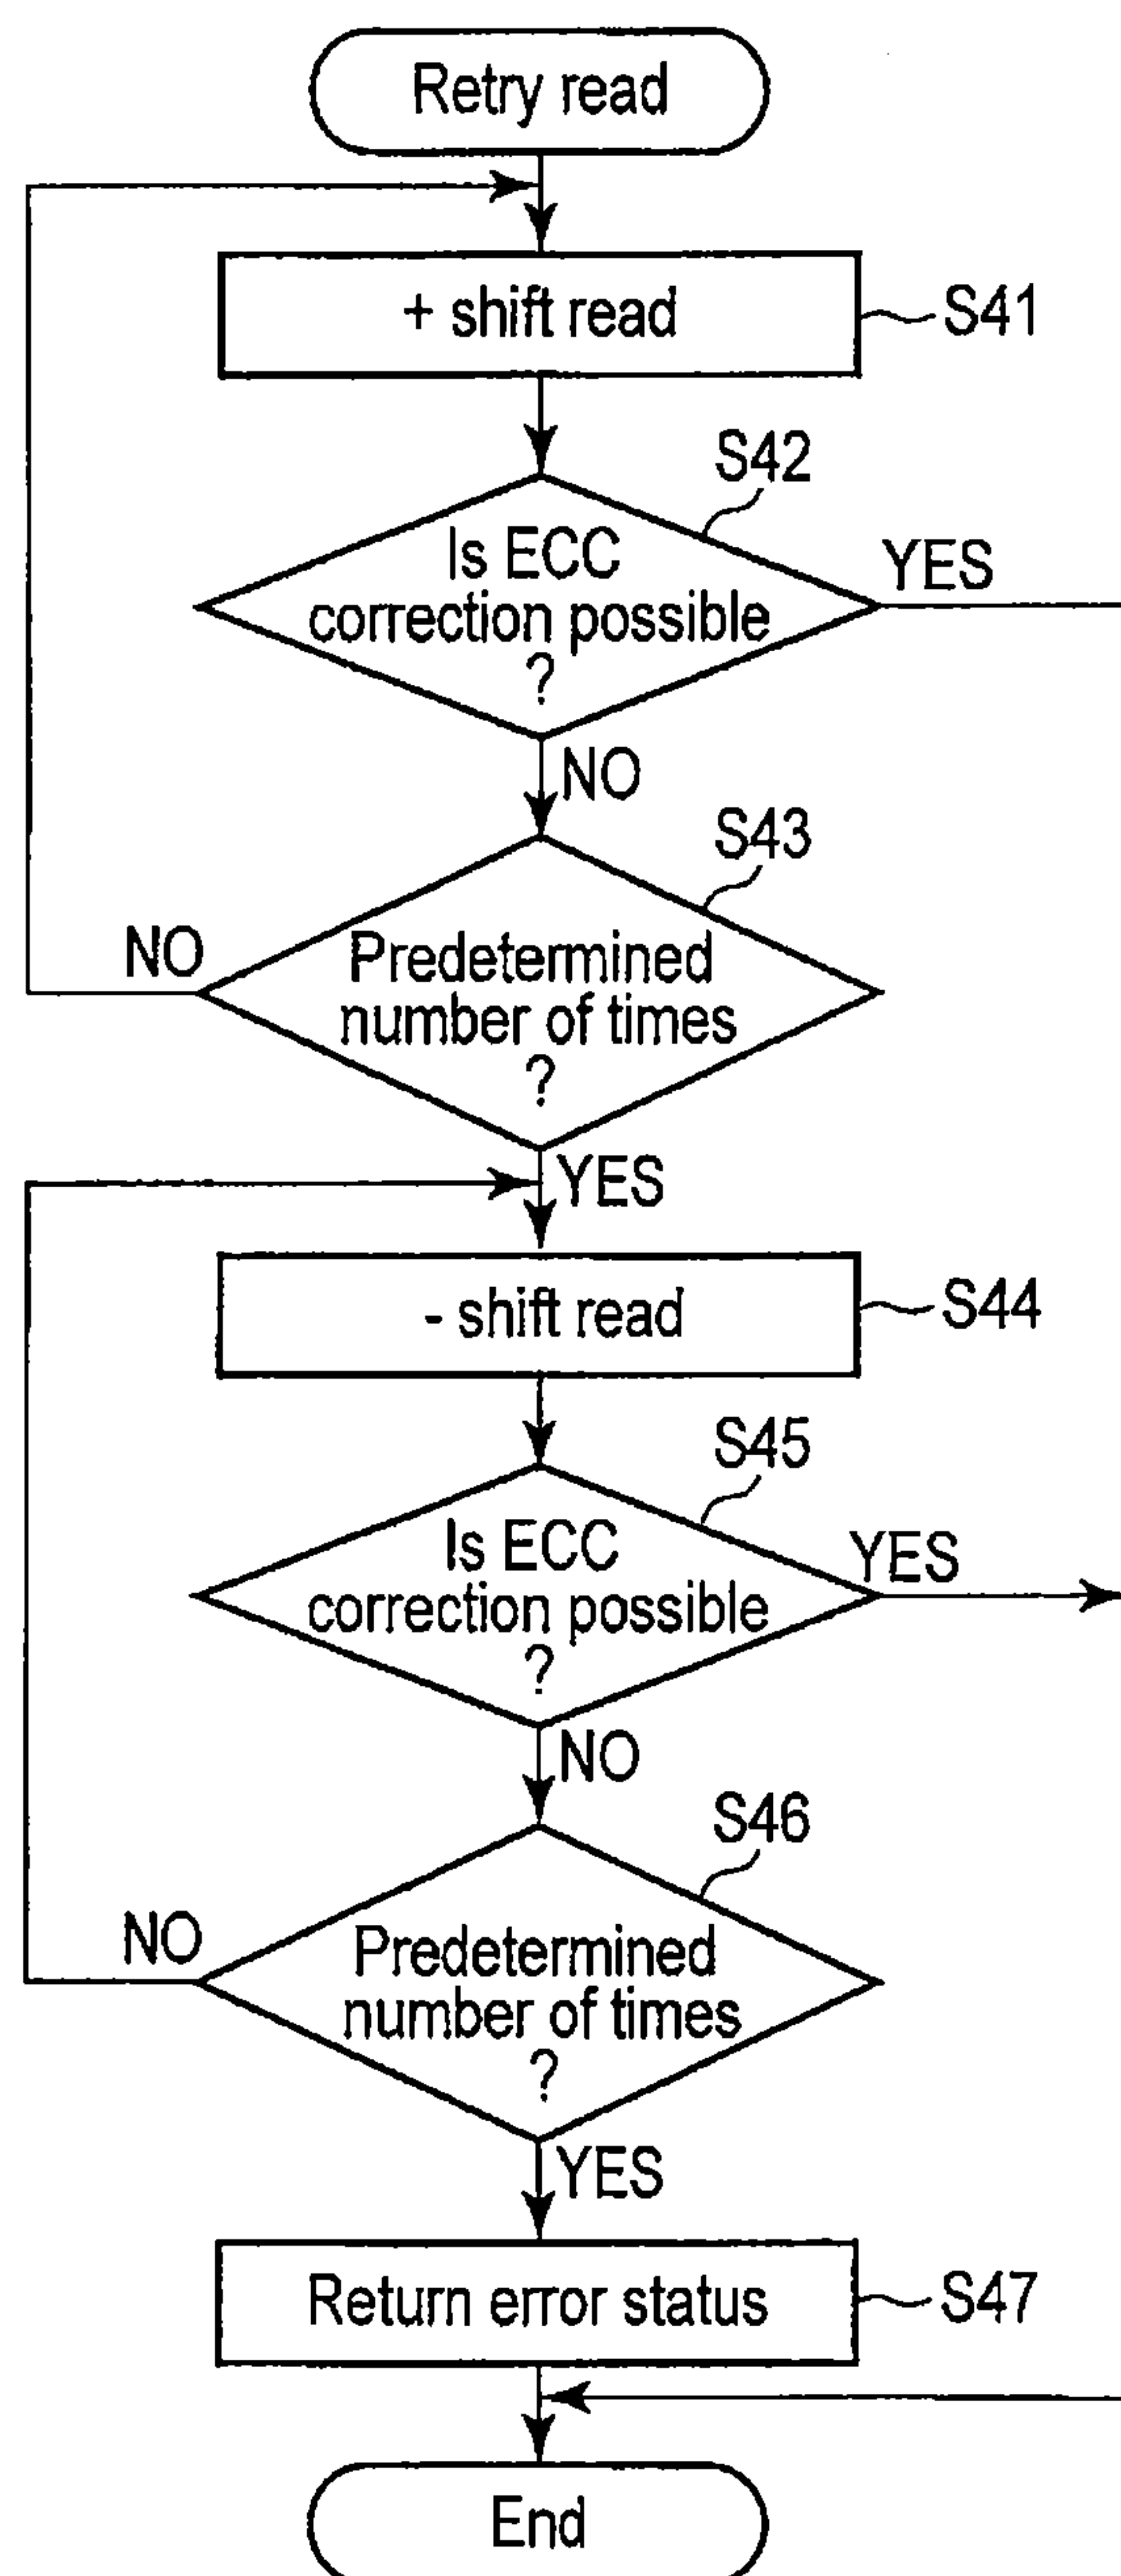 Retry read
+ shift read
S41
S42
Is ECC
correction possible
?
YES
NO
S43
Predetermined
number of times
?
NO
YES
- shift read
S44
S45
Is ECC
correction possible
?
YES
NO
S46
Predetermined
number of times
?
NO
YES
Return error status
S47
End